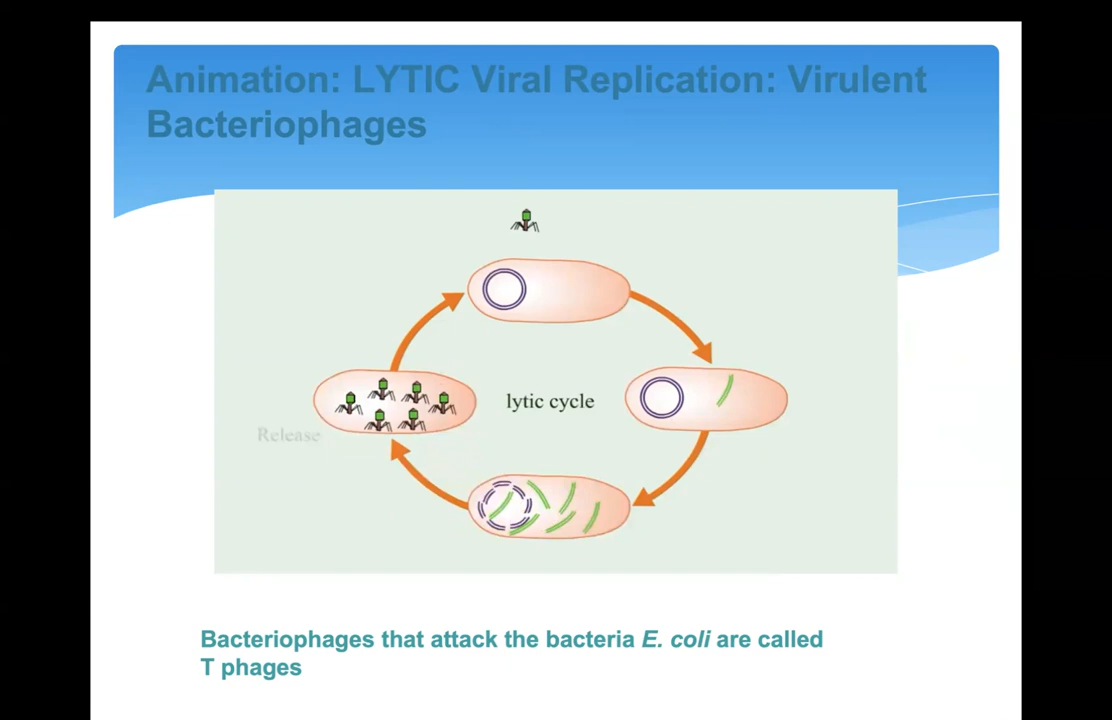 Animation: LYTIC Viral Replication: Virulent
Bacteriophages
lytic cycle
Release
Bacteriophages that attack the bacteria E. coli are called
T phages